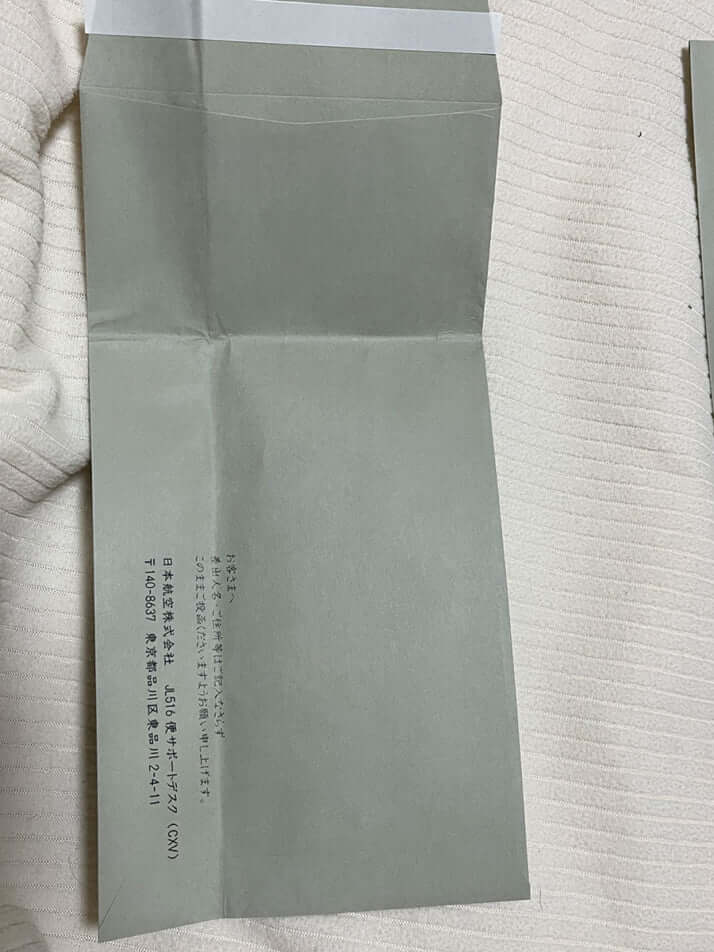 お客さまへ
差出人名・ご住所等はご記入なさらず
このままご投函くださいますようお願い申し上げます。
日本航空株式会社 JL516便サポートデスク（CXV）
〒140-8637 東京都品川区東品川2-4-11